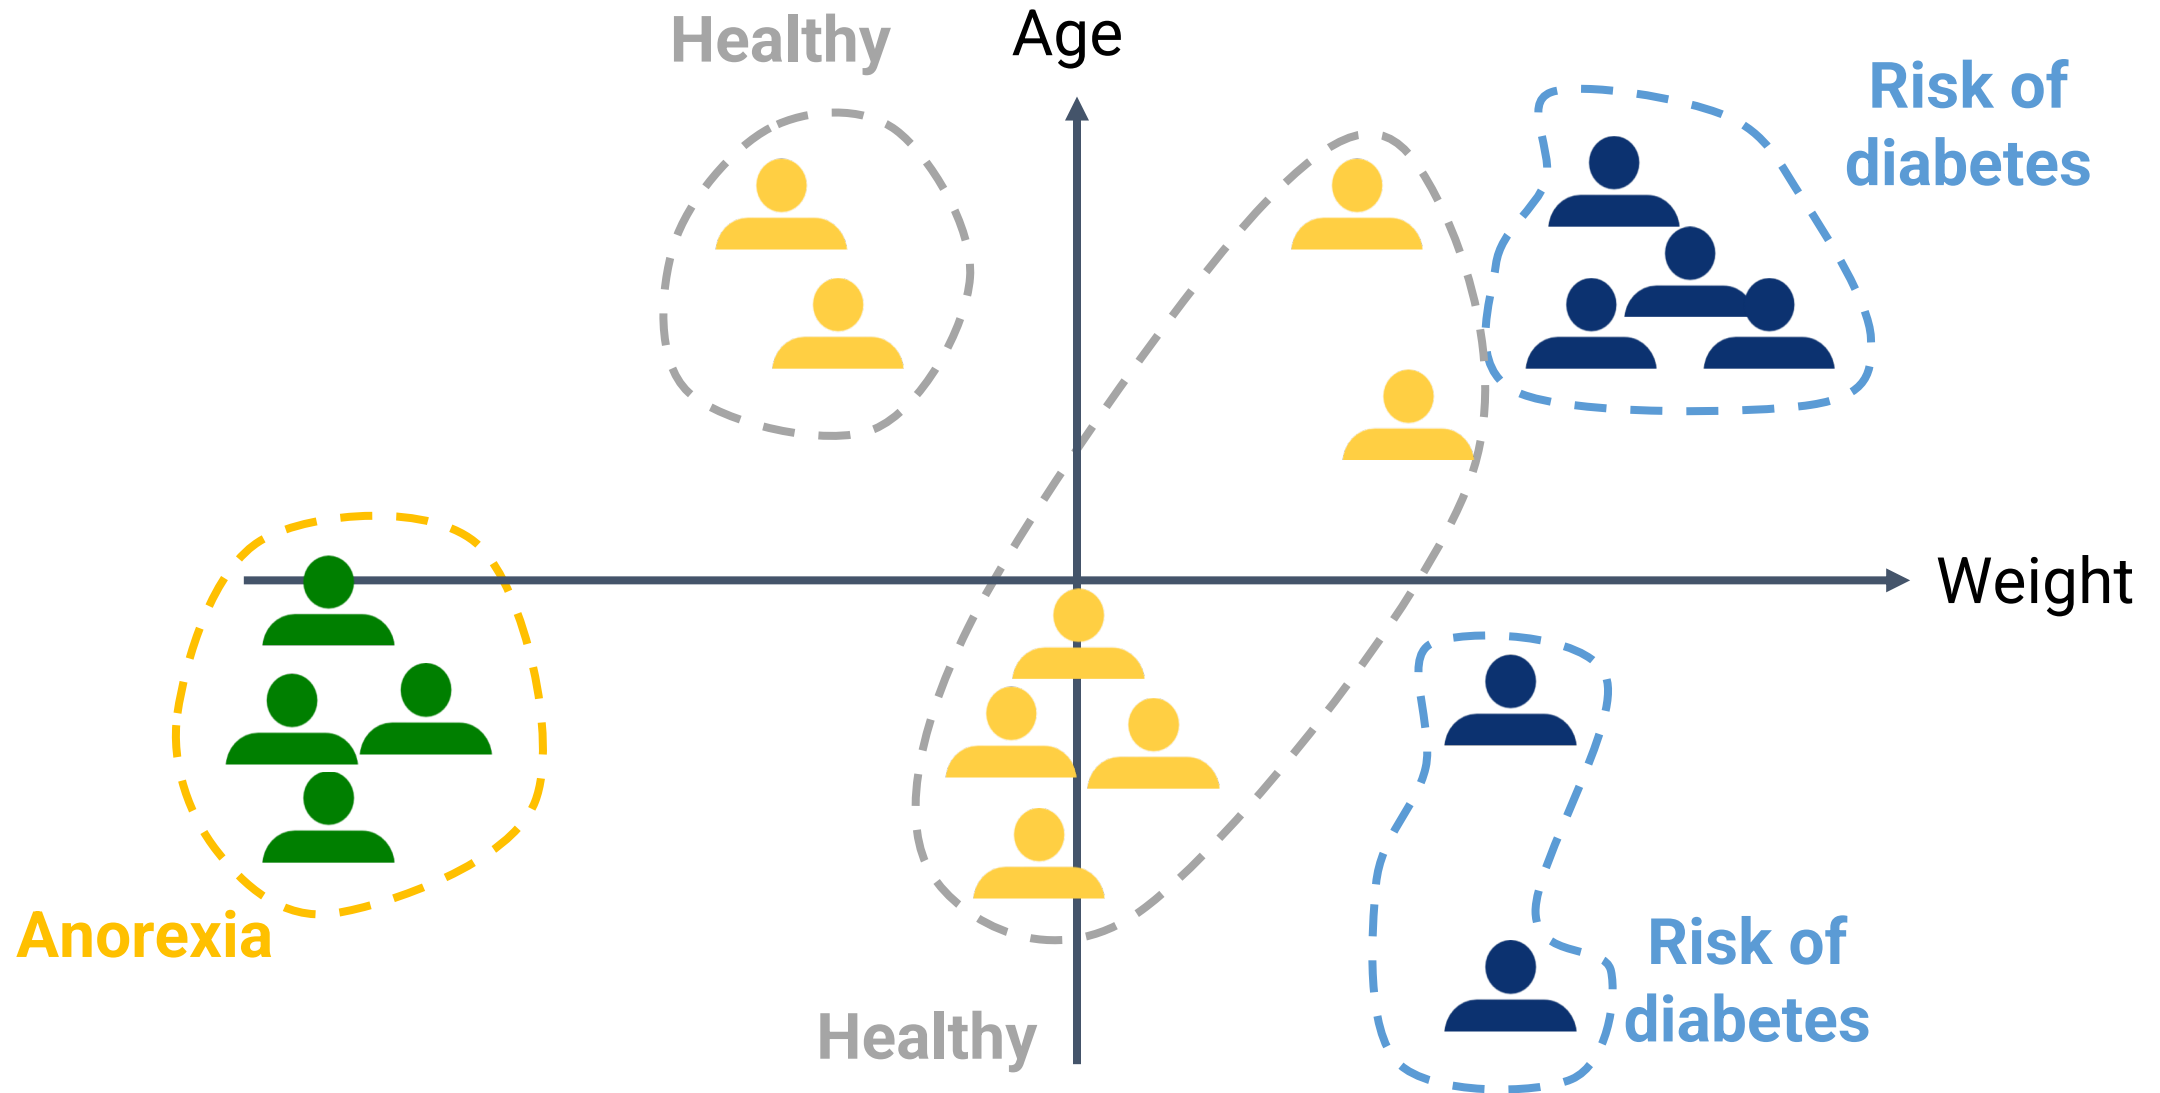 Healthy
Age
Risk of
diabetes
Weight
Anorexia
Risk of
diabetes
Healthy